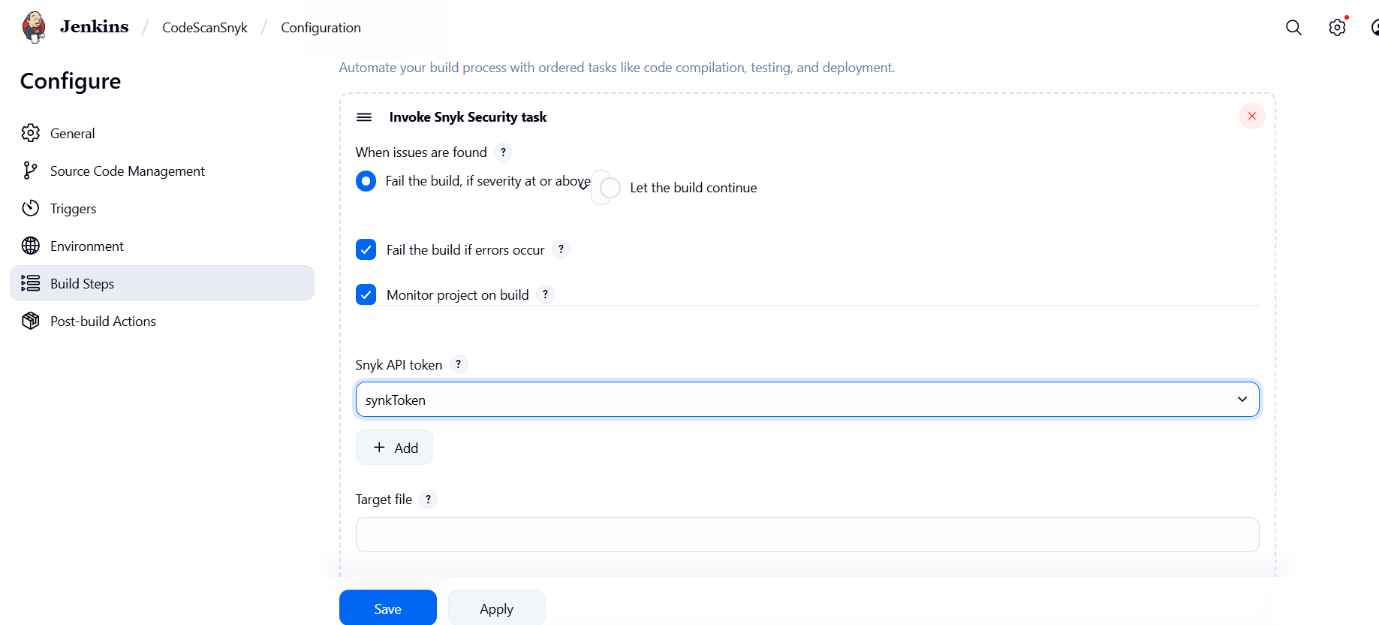 Jenkins / CodeScanSnyk / Configuration
Configure
General
Source Code Management
Triggers
Environment
Build Steps
Post-build Actions
Automate your build process with ordered tasks like code compilation, testing, and deployment.
Invoke Snyk Security task
When issues are found ?
Fail the build, if severity at or above
Let the build continue
Fail the build if errors occur ?
Monitor project on build ?
Snyk API token ?
synkToken
+ Add
Target file ?
Save
Apply